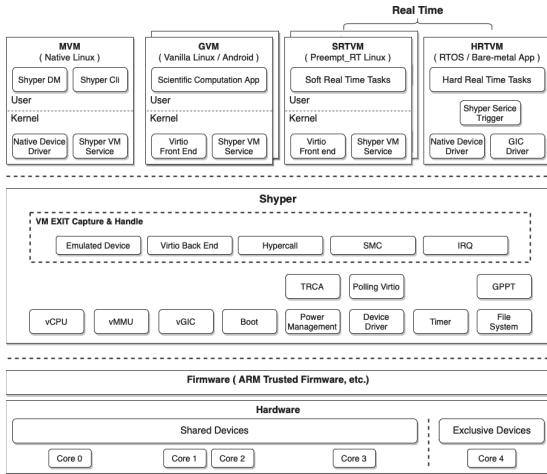 Real Time
MVM
( Native Linux )
GVM
(Vanilla Linux / Android )
SRTVM
( Preempt_RT Linux )
HRTVM
( RTOS / Bare-metal App )
Shyper DM
Shyper Cli
Scientific Computation App
Soft Real Time Tasks
Hard Real Time Tasks
User
User
User
Kernel
Kernel
Kernel
Shyper Serice
Trigger
Native Device
Driver
Shyper VM
Service
Virtio
Front End
Shyper VM
Service
Virtio
Front end
Shyper VM
Service
Native Device
Driver
GIC
Driver
Shyper
VM EXIT Capture & Handle
Emulated Device
Virtio Back End
Hypercall
SMC
IRQ
TRCA
Polling Virtio
GPPT
vCPU
vMMU
vGIC
Boot
Power
Management
Device
Driver
Timer
File
System
Firmware ( ARM Trusted Firmware, etc.)
Hardware
Shared Devices
Exclusive Devices
Core 0
Core 1
Core 2
Core 3
Core 4